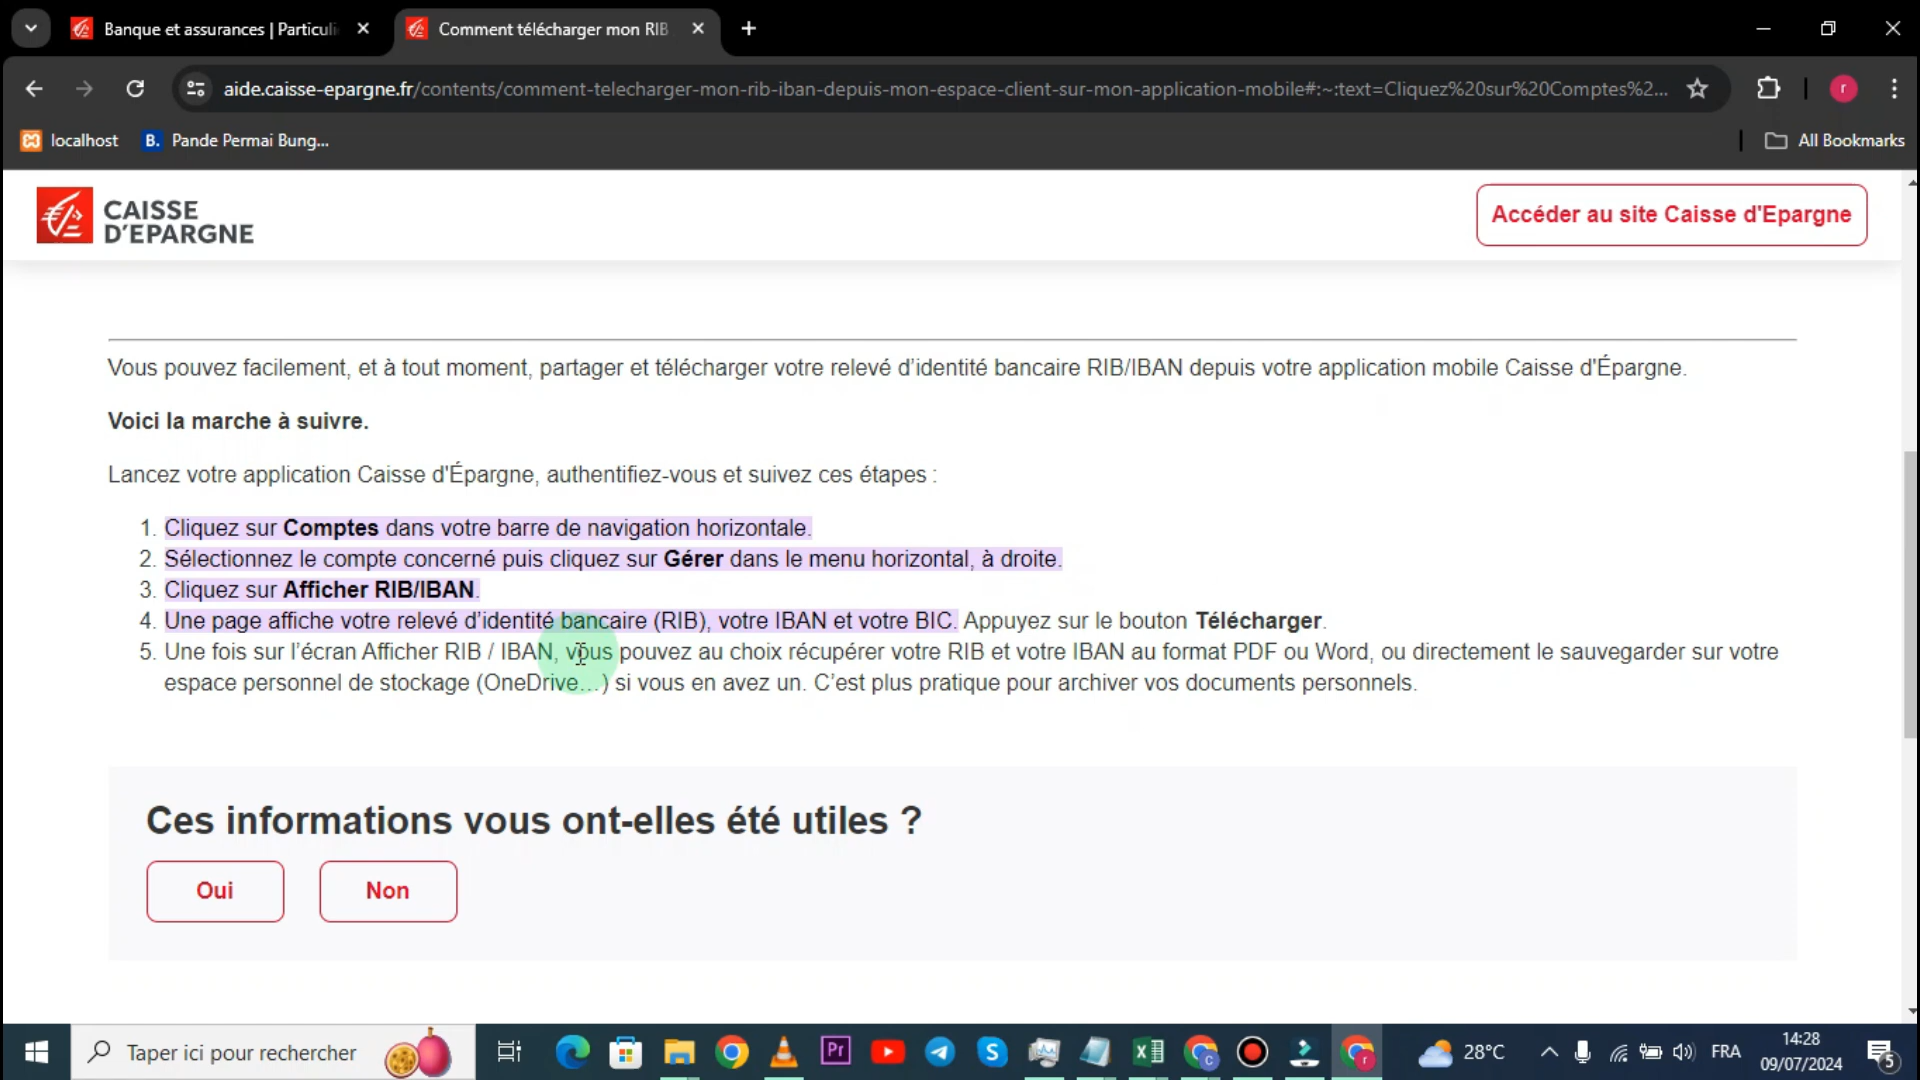 Banque et assurances | Particuli
Comment télécharger mon RIB
aide.caisse-epargne.fr/contents/comment-telecharger-mon-rib-iban-depuis-mon-espace-client-sur-mon-application-mobile#:~:text=Cliquez%20sur%20Comptes%2...
r
localhost
B. Pande Permai Bung...
All Bookmarks
CAISSE
D'EPARGNE
Accéder au site Caisse d'Epargne
Vous pouvez facilement, et à tout moment, partager et télécharger votre relevé d’identité bancaire RIB/IBAN depuis votre application mobile Caisse d'Épargne.
Voici la marche à suivre.
Lancez votre application Caisse d'Épargne, authentifiez-vous et suivez ces étapes :
1. Cliquez sur Comptes dans votre barre de navigation horizontale.
2. Sélectionnez le compte concerné puis cliquez sur Gérer dans le menu horizontal, à droite.
3. Cliquez sur Afficher RIB/IBAN.
4. Une page affiche votre relevé d’identité bancaire (RIB), votre IBAN et votre BIC. Appuyez sur le bouton Télécharger.
5. Une fois sur l’écran Afficher RIB / IBAN, vous pouvez au choix récupérer votre RIB et votre IBAN au format PDF ou Word, ou directement le sauvegarder sur votre
espace personnel de stockage (OneDrive...) si vous en avez un. C’est plus pratique pour archiver vos documents personnels.
Ces informations vous ont-elles été utiles ?
Oui
Non
Taper ici pour rechercher
Pr
28°C
FRA
14:28
09/07/2024
5